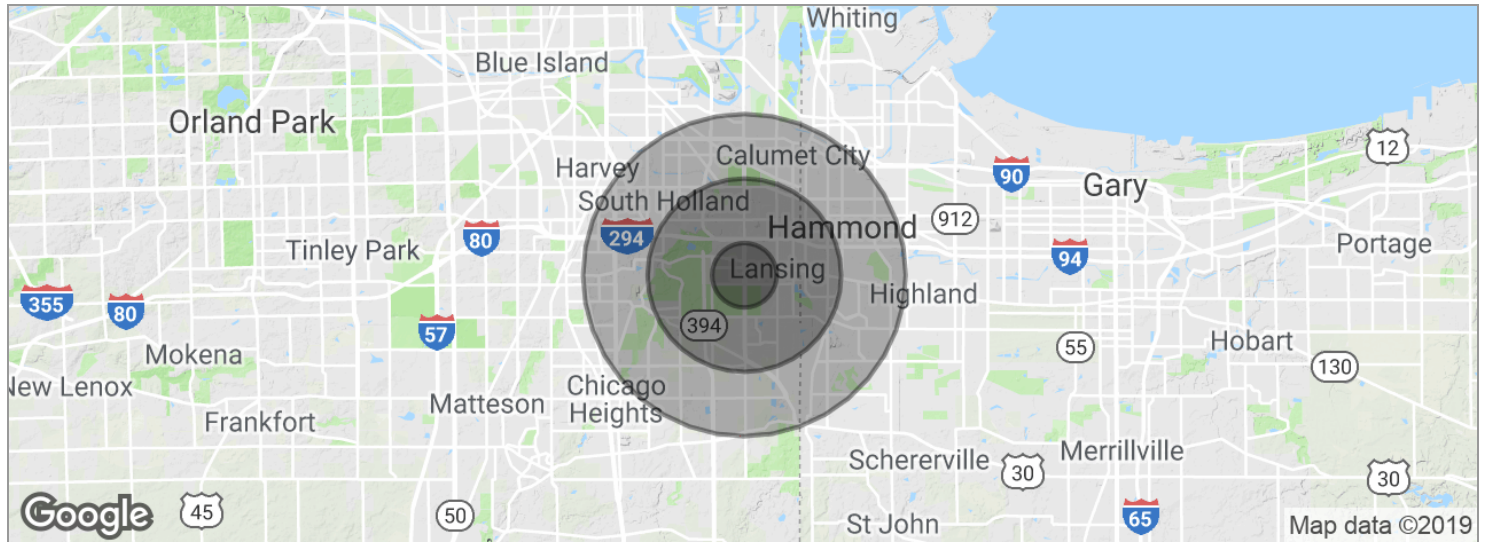 Whiting
Blue Island
Orland Park
12
Calumet City
Harvey
90
Gary
South Holland
912
Hammond
294
80
Tinley Park
Portage
94
Lansing
Highland
355
80
394
57
Hobart
55
Mokena
130
New Lenox
Chicago
Heights
Matteson
Frankfort
Merrillville
Schererville
30
30
Google
45
50
65
St John
Map data ©2019